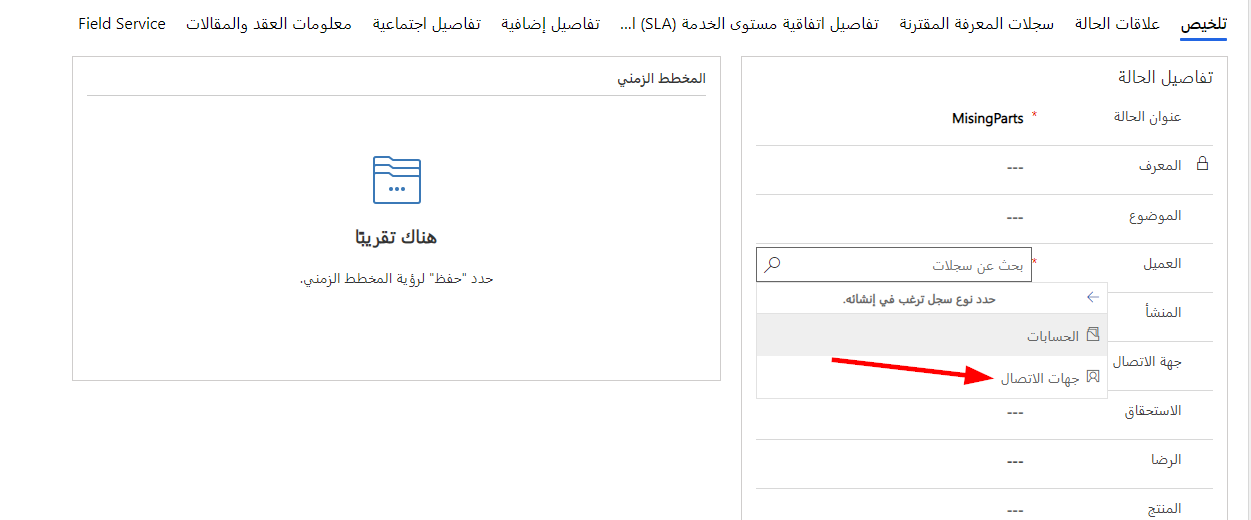 تلخيص
علاقات الحالة
سجلات المعرفة المقترنة
تفاصيل اتفاقية مستوى الخدمة (SLA) ا...
تفاصيل إضافية
تفاصيل اجتماعية
معلومات العقد والمقالات
Field Service
تفاصيل الحالة
عنوان الحالة * MisingParts
المعرف ---
الموضوع ---
العميل * بحث عن سجلات
حدد نوع سجل ترغب في إنشائه.
الحسابات
جهات الاتصال
المنشأ
جهة الاتصال
الاستحقاق ---
الرضا ---
المنتج ---
المخطط الزمني
هناك تقريبًا
حدد "حفظ" لرؤية المخطط الزمني.